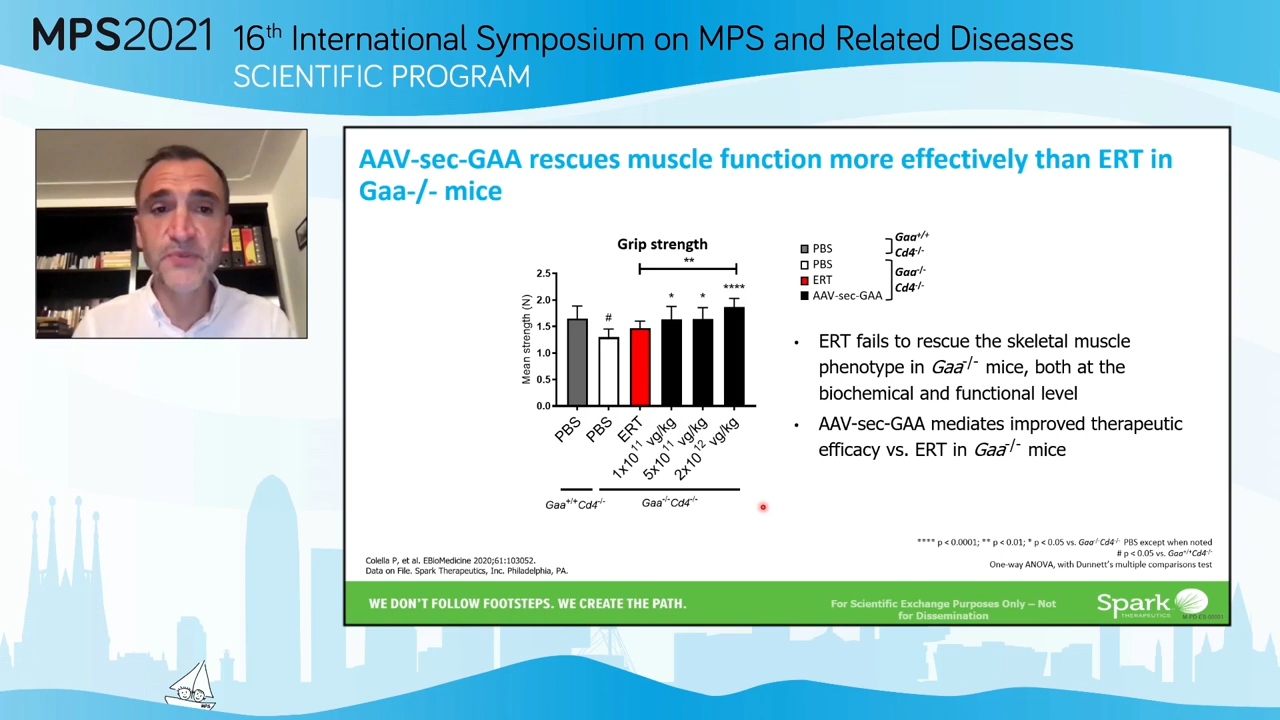 MPS2021 16th International Symposium on MPS and Related Diseases
SCIENTIFIC PROGRAM
AAV-sec-GAA rescues muscle function more effectively than ERT in
Gaa-/- mice
Grip strength
**
****
*
*
#
Mean strength (N)
2.5
2.0
1.5
1.0
0.5
0.0
PBS
PBS
ERT
1x10^11 vg/kg
5x10^11 vg/kg
2x10^12 vg/kg
Gaa+/+Cd4-/-
Gaa-/-Cd4-/-
PBS
PBS
ERT
AAV-sec-GAA
Gaa+/+
Cd4-/-
Gaa-/-
Cd4-/-
• ERT fails to rescue the skeletal muscle
phenotype in Gaa-/- mice, both at the
biochemical and functional level
• AAV-sec-GAA mediates improved therapeutic
efficacy vs. ERT in Gaa-/- mice
**** p < 0.0001; ** p < 0.01; * p < 0.05 vs. Gaa-/-Cd4-/- PBS except when noted
# p < 0.05 vs. Gaa+/+Cd4-/-
One-way ANOVA, with Dunnett's multiple comparisons test
Colella P, et al. EBioMedicine 2020;61:103052.
Data on File. Spark Therapeutics, Inc. Philadelphia, PA.
WE DON'T FOLLOW FOOTSTEPS. WE CREATE THE PATH.
For Scientific Exchange Purposes Only – Not
for Dissemination
Spark
THERAPEUTICS
MPS